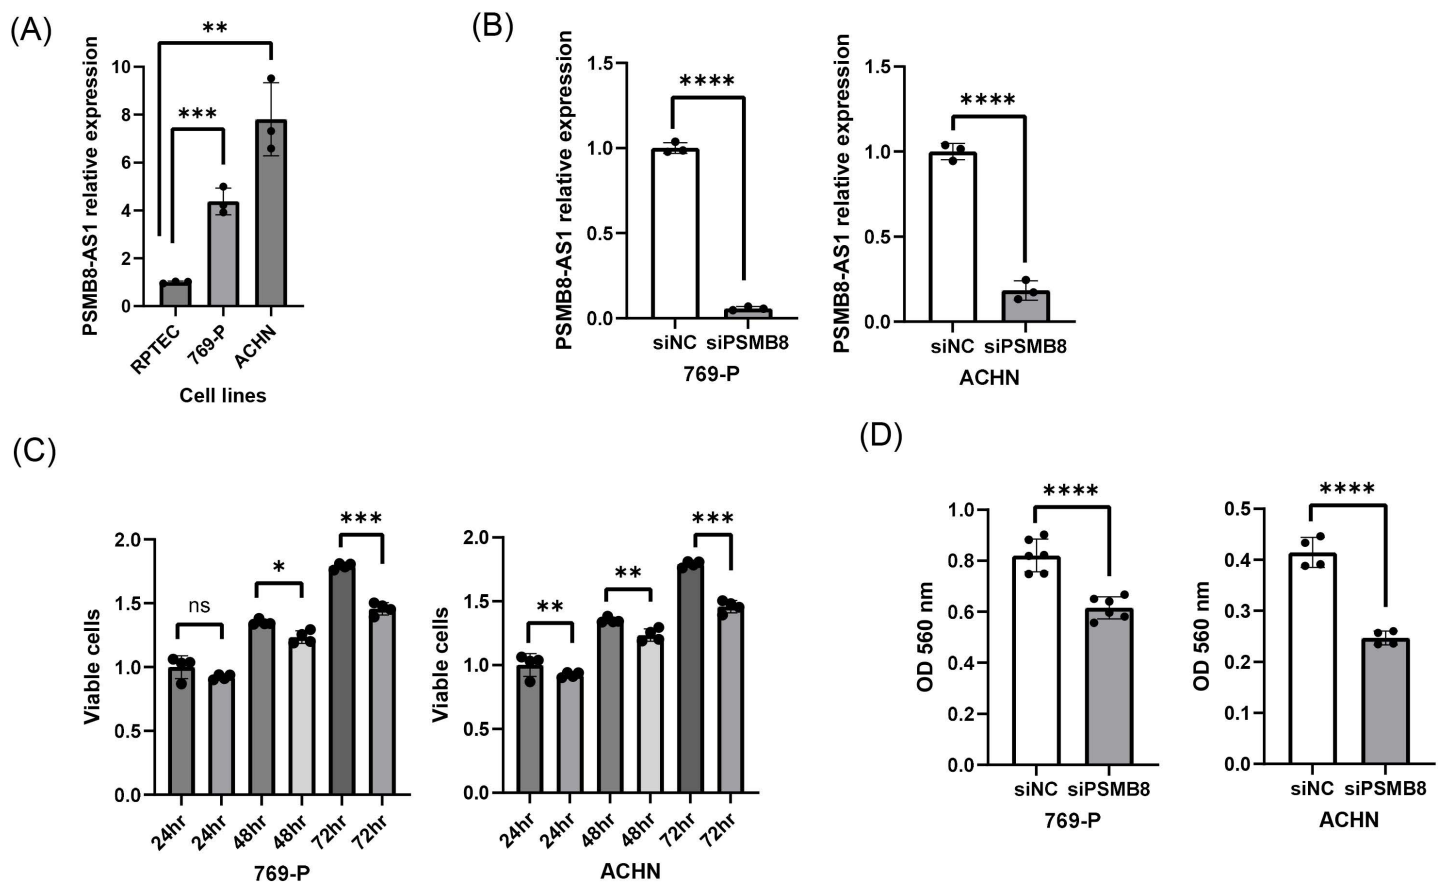 (A)
**
***
PSMB8-AS1 relative expression
10
8
6
4
2
0
RPTEC
769-P
ACHN
Cell lines
(B)
PSMB8-AS1 relative expression
1.5
1.0
0.5
0.0
****
siNC siPSMB8
769-P
PSMB8-AS1 relative expression
1.5
1.0
0.5
0.0
****
siNC siPSMB8
ACHN
(C)
Viable cells
2.0
1.5
1.0
0.5
0.0
ns
*
***
24hr
24hr
48hr
48hr
72hr
72hr
769-P
Viable cells
2.0
1.5
1.0
0.5
0.0
**
**
***
24hr
24hr
48hr
48hr
72hr
72hr
ACHN
(D)
OD 560 nm
1.0
0.8
0.6
0.4
0.2
0.0
****
siNC siPSMB8
769-P
OD 560 nm
0.5
0.4
0.3
0.2
0.1
0.0
****
siNC siPSMB8
ACHN